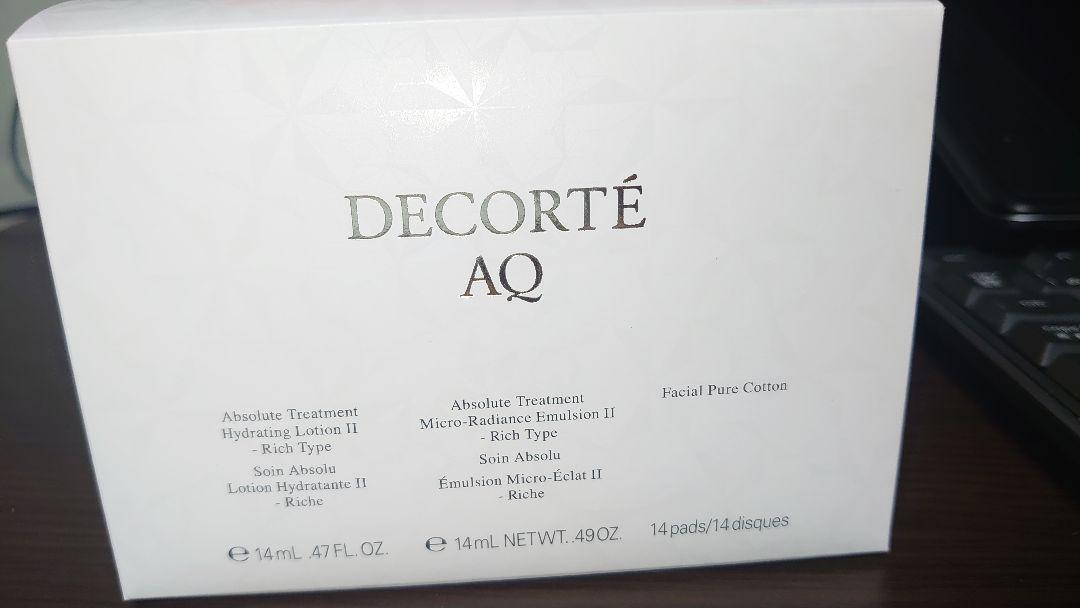 DECORTÉ
AQ
Absolute Treatment
Hydrating Lotion II
- Rich Type
Soin Absolu
Lotion Hydratante II
- Riche
℮ 14mL .47 FL. OZ.
Absolute Treatment
Micro-Radiance Emulsion II
- Rich Type
Soin Absolu
Émulsion Micro-Éclat II
- Riche
℮ 14mL NETWT. .49 OZ.
Facial Pure Cotton
14 pads/14 disques